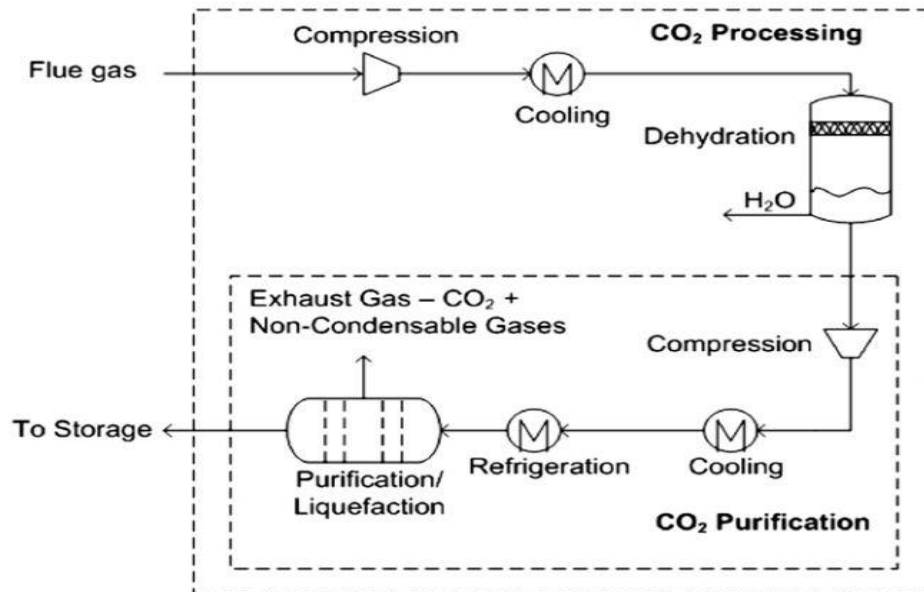 Compression
CO₂ Processing
Flue gas
Cooling
Dehydration
H₂O
Exhaust Gas – CO₂ +
Non-Condensable Gases
Compression
To Storage
Refrigeration
Cooling
Purification/
Liquefaction
CO₂ Purification